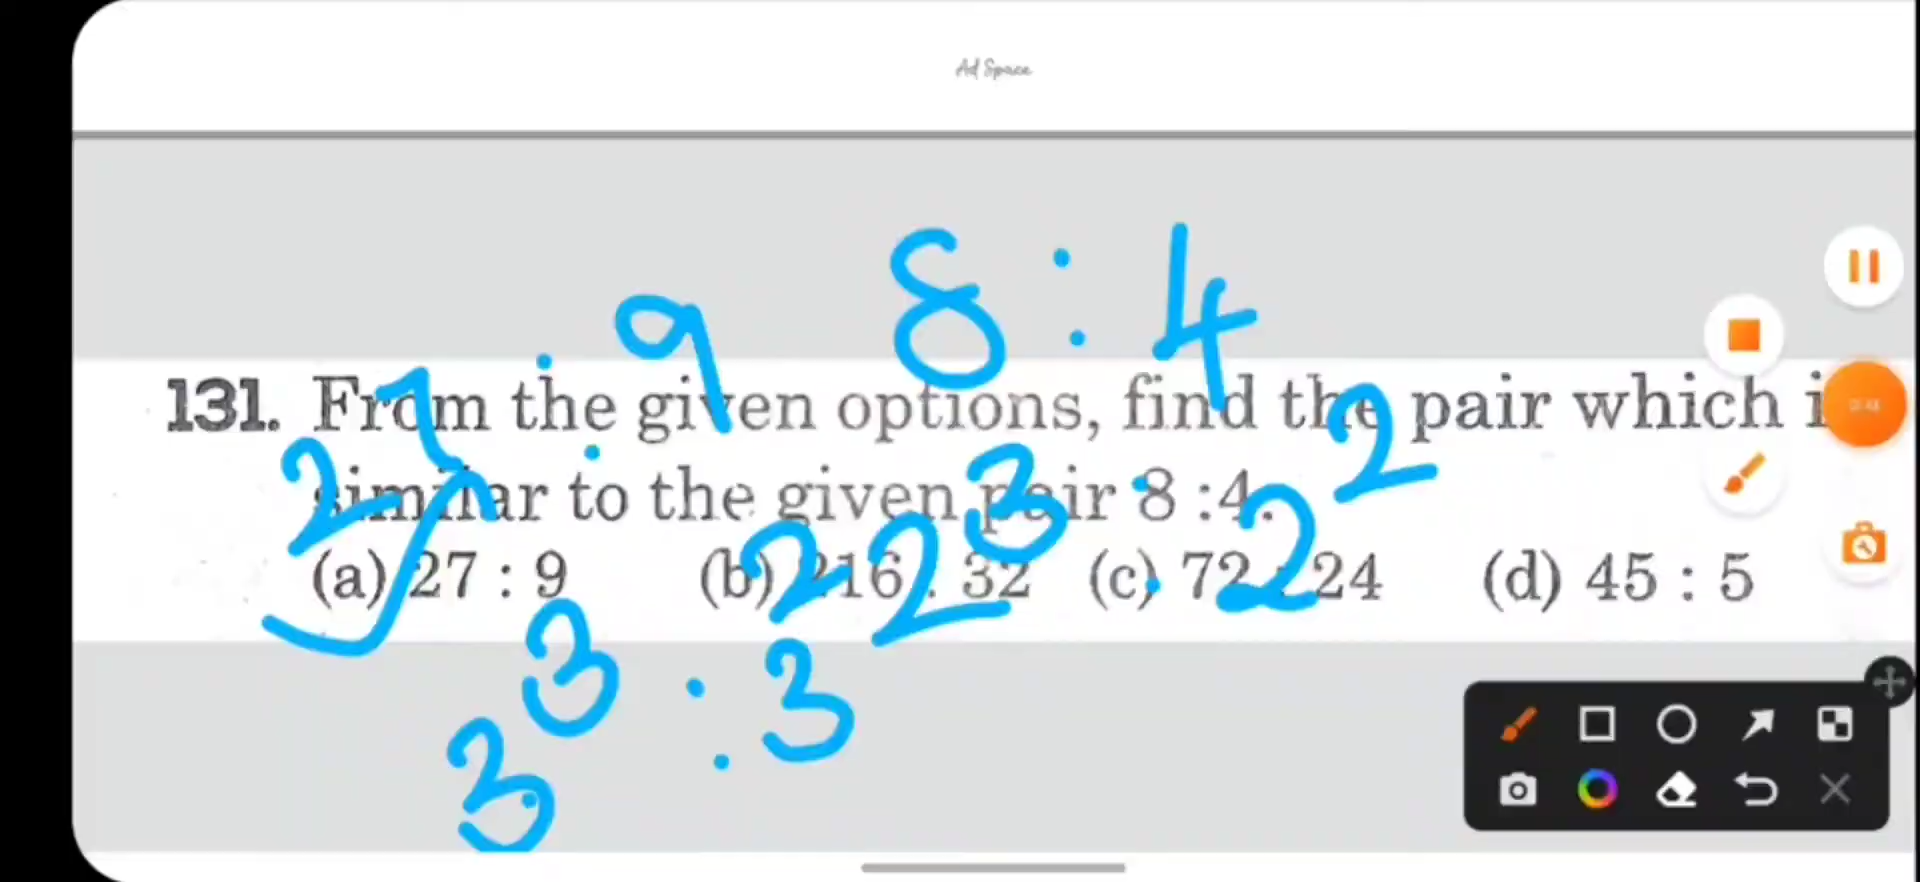 Ad Space
8 : 4
27 : 9
131. From the given options, find the pair which i
similar to the given pair 8 :4.
2³ : 2²
(a) 27 : 9 (b) 216 : 32 (c) 72 : 24 (d) 45 : 5
3³ : 3²